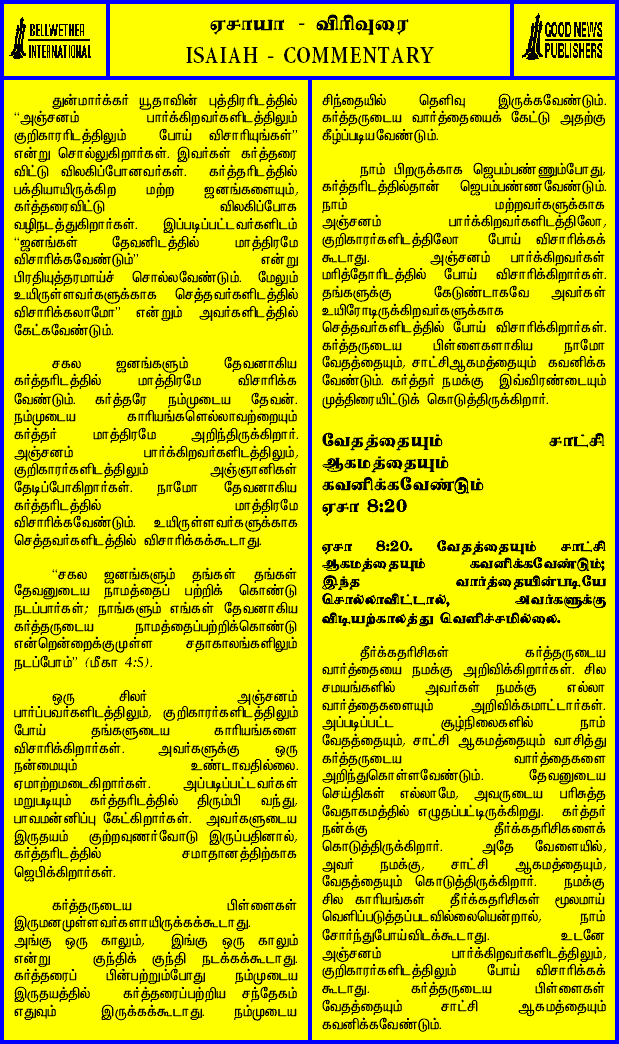 BELLWETHER
INTERNATIONAL
ஏசாயா - விரிவுரை
ISAIAH - COMMENTARY
GOOD NEWS
PUBLISHERS
துன்மார்க்கர் யூதாவின் புத்திரரிடத்தில்
“அஞ்சனம் பார்க்கிறவர்களிடத்திலும்
குறிகாரரிடத்திலும் போய் விசாரியுங்கள்”
என்று சொல்லுகிறார்கள். இவர்கள் கர்த்தரை
விட்டு விலகிப்போனவர்கள். கர்த்தரிடத்தில்
பக்தியாயிருக்கிற மற்ற ஜனங்களையும்,
கர்த்தரைவிட்டு விலகிப்போக
வழிநடத்துகிறார்கள். இப்படிப்பட்டவர்களிடம்
“ஜனங்கள் தேவனிடத்தில் மாத்திரமே
விசாரிக்கவேண்டும்” என்று
பிரதியுத்தரமாய்ச் சொல்லவேண்டும். மேலும்
உயிருள்ளவர்களுக்காக செத்தவர்களிடத்தில்
விசாரிக்கலாமோ” என்றும் அவர்களிடத்தில்
கேட்கவேண்டும்.
சகல ஜனங்களும் தேவனாகிய
கர்த்தரிடத்தில் மாத்திரமே விசாரிக்க
வேண்டும். கர்த்தரே நம்முடைய தேவன்.
நம்முடைய காரியங்களெல்லாவற்றையும்
கர்த்தர் மாத்திரமே அறிந்திருக்கிறார்.
அஞ்சனம் பார்க்கிறவர்களிடத்திலும்,
குறிகாரர்களிடத்திலும் அஞ்ஞானிகள்
தேடிப்போகிறார்கள். நாமோ தேவனாகிய
கர்த்தரிடத்தில் மாத்திரமே
விசாரிக்கவேண்டும். உயிருள்ளவர்களுக்காக
செத்தவர்களிடத்தில் விசாரிக்கக்கூடாது.
“சகல ஜனங்களும் தங்கள் தங்கள்
தேவனுடைய நாமத்தைப் பற்றிக் கொண்டு
நடப்பார்கள்; நாங்களும் எங்கள் தேவனாகிய
கர்த்தருடைய நாமத்தைப்பற்றிக்கொண்டு
என்றென்றைக்குமுள்ள சதாகாலங்களிலும்
நடப்போம்” (மீகா 4:5).
ஒரு சிலர் அஞ்சனம்
பார்ப்பவர்களிடத்திலும், குறிகாரர்களிடத்திலும்
போய் தங்களுடைய காரியங்களை
விசாரிக்கிறார்கள். அவர்களுக்கு ஒரு
நன்மையும் உண்டாவதில்லை.
ஏமாற்றமடைகிறார்கள். அப்படிப்பட்டவர்கள்
மறுபடியும் கர்த்தரிடத்தில் திரும்பி வந்து,
பாவமன்னிப்பு கேட்கிறார்கள். அவர்களுடைய
இருதயம் குற்றவுணர்வோடு இருப்பதினால்,
கர்த்தரிடத்தில் சமாதானத்திற்காக
ஜெபிக்கிறார்கள்.
கர்த்தருடைய பிள்ளைகள்
இருமனமுள்ளவர்களாயிருக்கக்கூடாது.
அங்கு ஒரு காலும், இங்கு ஒரு காலும்
என்று குந்திக் குந்தி நடக்கக்கூடாது.
கர்த்தரைப் பின்பற்றும்போது நம்முடைய
இருதயத்தில் கர்த்தரைப்பற்றிய சந்தேகம்
எதுவும் இருக்கக்கூடாது. நம்முடைய
சிந்தையில் தெளிவு இருக்கவேண்டும்.
கர்த்தருடைய வார்த்தையைக் கேட்டு அதற்கு
கீழ்ப்படியவேண்டும்.
நாம் பிறருக்காக ஜெபம்பண்ணும்போது,
கர்த்தரிடத்தில்தான் ஜெபம்பண்ணவேண்டும்.
நாம் மற்றவர்களுக்காக
அஞ்சனம் பார்க்கிறவர்களிடத்திலோ,
குறிகாரர்களிடத்திலோ போய் விசாரிக்கக்
கூடாது. அஞ்சனம் பார்க்கிறவர்கள்
மரித்தோரிடத்தில் போய் விசாரிக்கிறார்கள்.
தங்களுக்கு கேடுண்டாகவே அவர்கள்
உயிரோடிருக்கிறவர்களுக்காக
செத்தவர்களிடத்தில் போய் விசாரிக்கிறார்கள்.
கர்த்தருடைய பிள்ளைகளாகிய நாமோ
வேதத்தையும், சாட்சிஆகமத்தையும் கவனிக்க
வேண்டும். கர்த்தர் நமக்கு இவ்விரண்டையும்
முத்திரையிட்டுக் கொடுத்திருக்கிறார்.
வேதத்தையும் சாட்சி
ஆகமத்தையும்
கவனிக்கவேண்டும்
ஏசா 8:20
ஏசா 8:20. வேதத்தையும் சாட்சி
ஆகமத்தையும் கவனிக்கவேண்டும்;
இந்த வார்த்தையின்படியே
சொல்லாவிட்டால், அவர்களுக்கு
விடியற்காலத்து வெளிச்சமில்லை.
தீர்க்கதரிசிகள் கர்த்தருடைய
வார்த்தையை நமக்கு அறிவிக்கிறார்கள். சில
சமயங்களில் அவர்கள் நமக்கு எல்லா
வார்த்தைகளையும் அறிவிக்கமாட்டார்கள்.
அப்படிப்பட்ட சூழ்நிலைகளில் நாம்
வேதத்தையும், சாட்சி ஆகமத்தையும் வாசித்து
கர்த்தருடைய வார்த்தைகளை
அறிந்துகொள்ளவேண்டும். தேவனுடைய
செய்திகள் எல்லாமே, அவருடைய பரிசுத்த
வேதாகமத்தில் எழுதப்பட்டிருக்கிறது. கர்த்தர்
நன்க்கு தீர்க்கதரிசிகளைக்
கொடுத்திருக்கிறார். அதே வேளையில்,
அவர் நமக்கு, சாட்சி ஆகமத்தையும்,
வேதத்தையும் கொடுத்திருக்கிறார். நமக்கு
சில காரியங்கள் தீர்க்கதரிசிகள் மூலமாய்
வெளிப்படுத்தப்படவில்லையென்றால், நாம்
சோர்ந்துபோய்விடக்கூடாது. உடனே
அஞ்சனம் பார்க்கிறவர்களிடத்திலும்,
குறிகாரர்களிடத்திலும் போய் விசாரிக்கக்
கூடாது. கர்த்தருடைய பிள்ளைகள்
வேதத்தையும் சாட்சி ஆகமத்தையும்
கவனிக்கவேண்டும்.